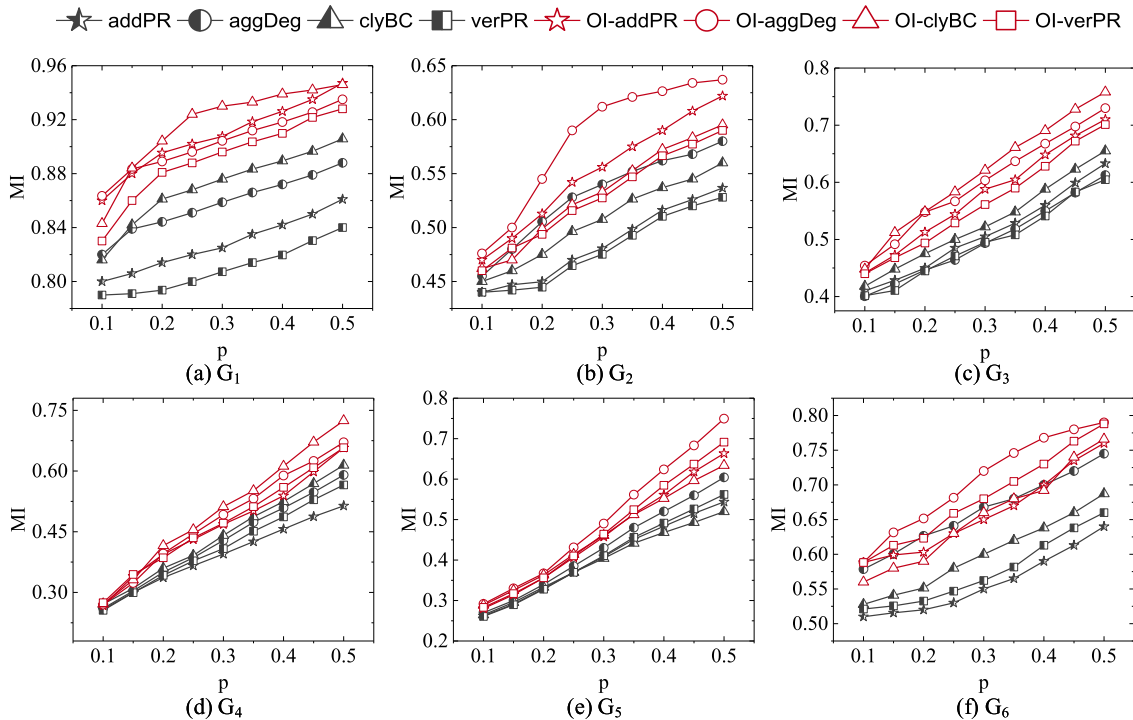 addPR aggDeg clyBC verPR OI-addPR OI-aggDeg OI-clyBC OI-verPR
0.96
0.92
0.88
0.84
0.80
MI
0.1 0.2 0.3 0.4 0.5
p
(a) G₁
0.65
0.60
0.55
0.50
0.45
MI
0.1 0.2 0.3 0.4 0.5
p
(b) G₂
0.8
0.7
0.6
0.5
0.4
MI
0.1 0.2 0.3 0.4 0.5
p
(c) G₃
0.75
0.60
0.45
0.30
MI
0.1 0.2 0.3 0.4 0.5
p
(d) G₄
0.8
0.7
0.6
0.5
0.4
0.3
0.2
MI
0.1 0.2 0.3 0.4 0.5
p
(e) G₅
0.80
0.75
0.70
0.65
0.60
0.55
0.50
MI
0.1 0.2 0.3 0.4 0.5
p
(f) G₆